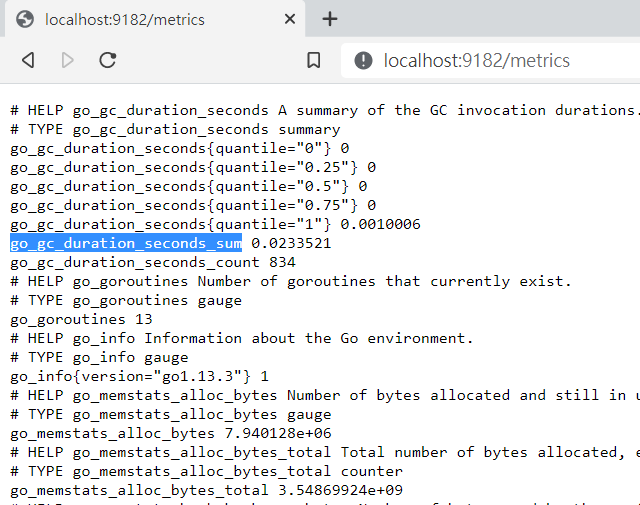 localhost:9182/metrics
localhost:9182/metrics
# HELP go_gc_duration_seconds A summary of the GC invocation durations.
# TYPE go_gc_duration_seconds summary
go_gc_duration_seconds{quantile="0"} 0
go_gc_duration_seconds{quantile="0.25"} 0
go_gc_duration_seconds{quantile="0.5"} 0
go_gc_duration_seconds{quantile="0.75"} 0
go_gc_duration_seconds{quantile="1"} 0.0010006
go_gc_duration_seconds_sum 0.0233521
go_gc_duration_seconds_count 834
# HELP go_goroutines Number of goroutines that currently exist.
# TYPE go_goroutines gauge
go_goroutines 13
# HELP go_info Information about the Go environment.
# TYPE go_info gauge
go_info{version="go1.13.3"} 1
# HELP go_memstats_alloc_bytes Number of bytes allocated and still in
# TYPE go_memstats_alloc_bytes gauge
go_memstats_alloc_bytes 7.940128e+06
# HELP go_memstats_alloc_bytes_total Total number of bytes allocated,
# TYPE go_memstats_alloc_bytes_total counter
go_memstats_alloc_bytes_total 3.54869924e+09